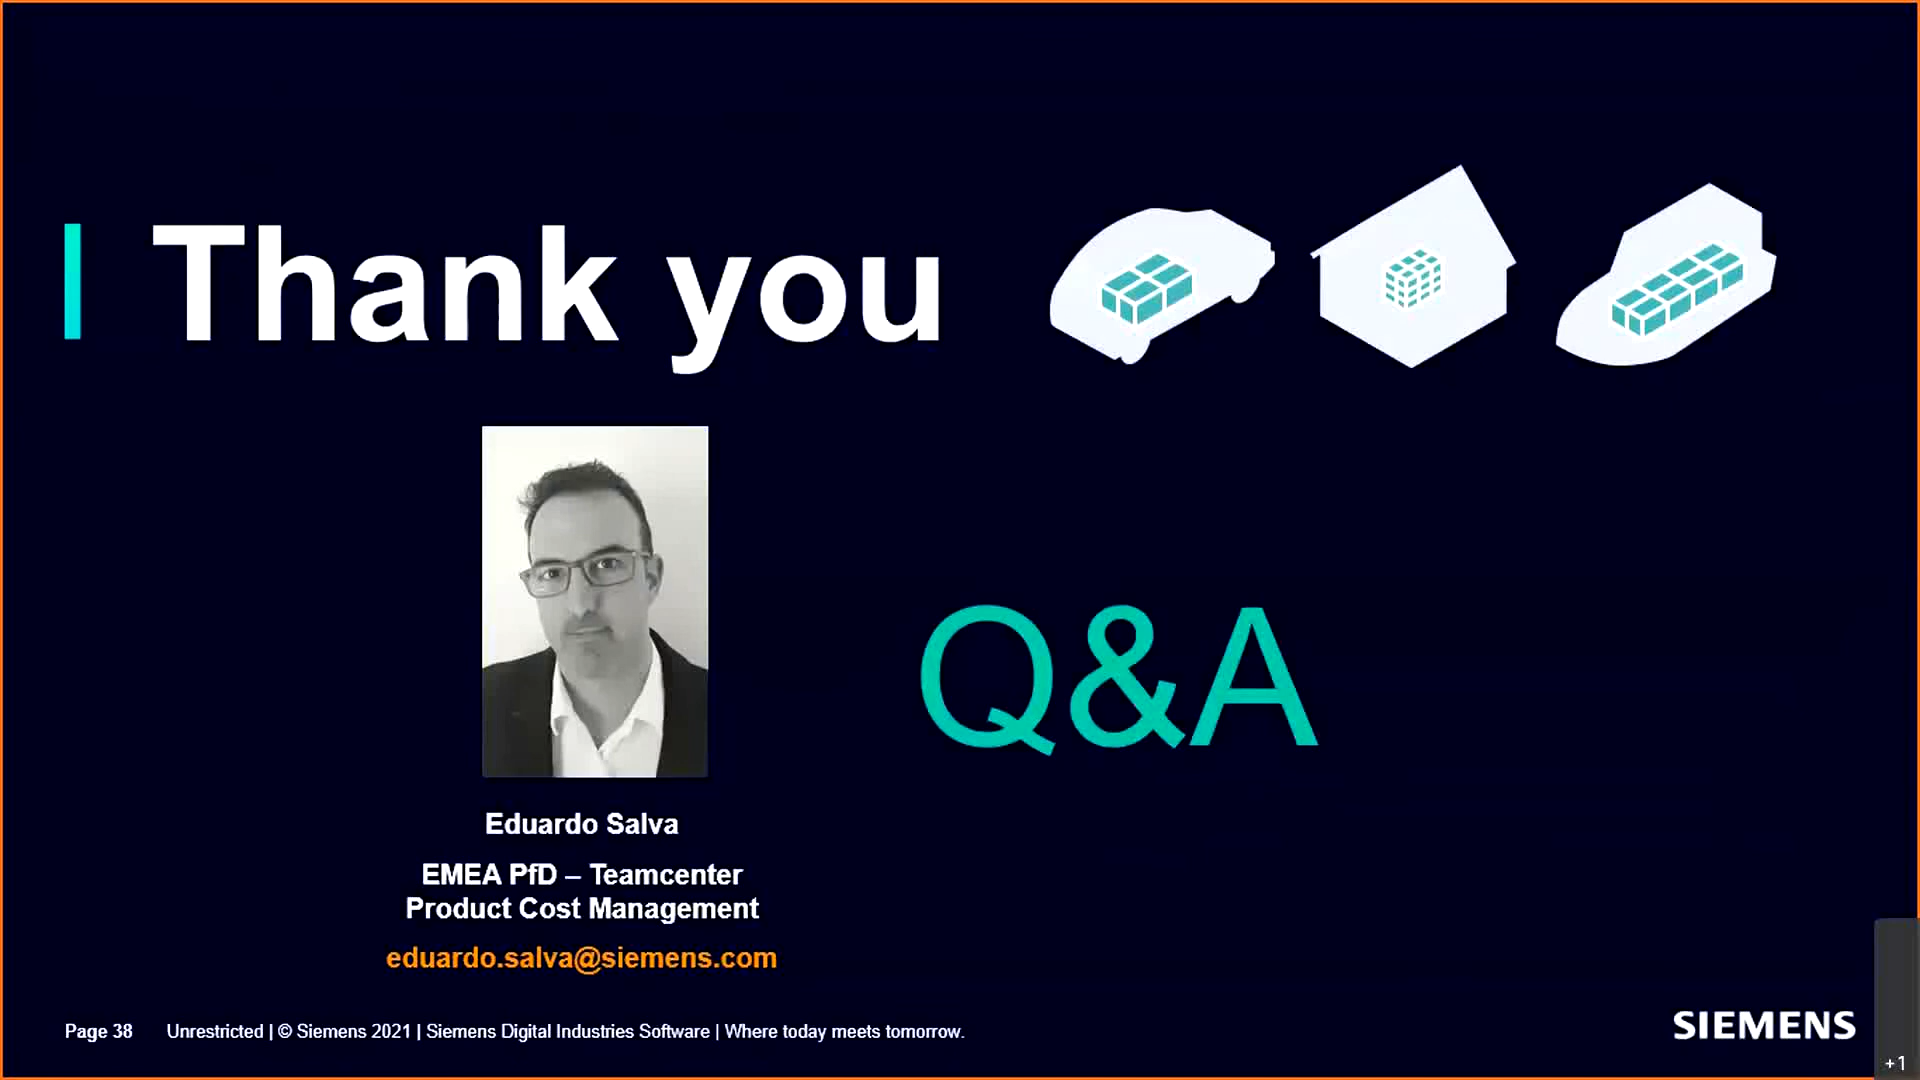 Thank you
Q&A
Eduardo Salva
EMEA PfD – Teamcenter
Product Cost Management
eduardo.salva@siemens.com
Page 38 Unrestricted | © Siemens 2021 | Siemens Digital Industries Software | Where today meets tomorrow.
SIEMENS
+1